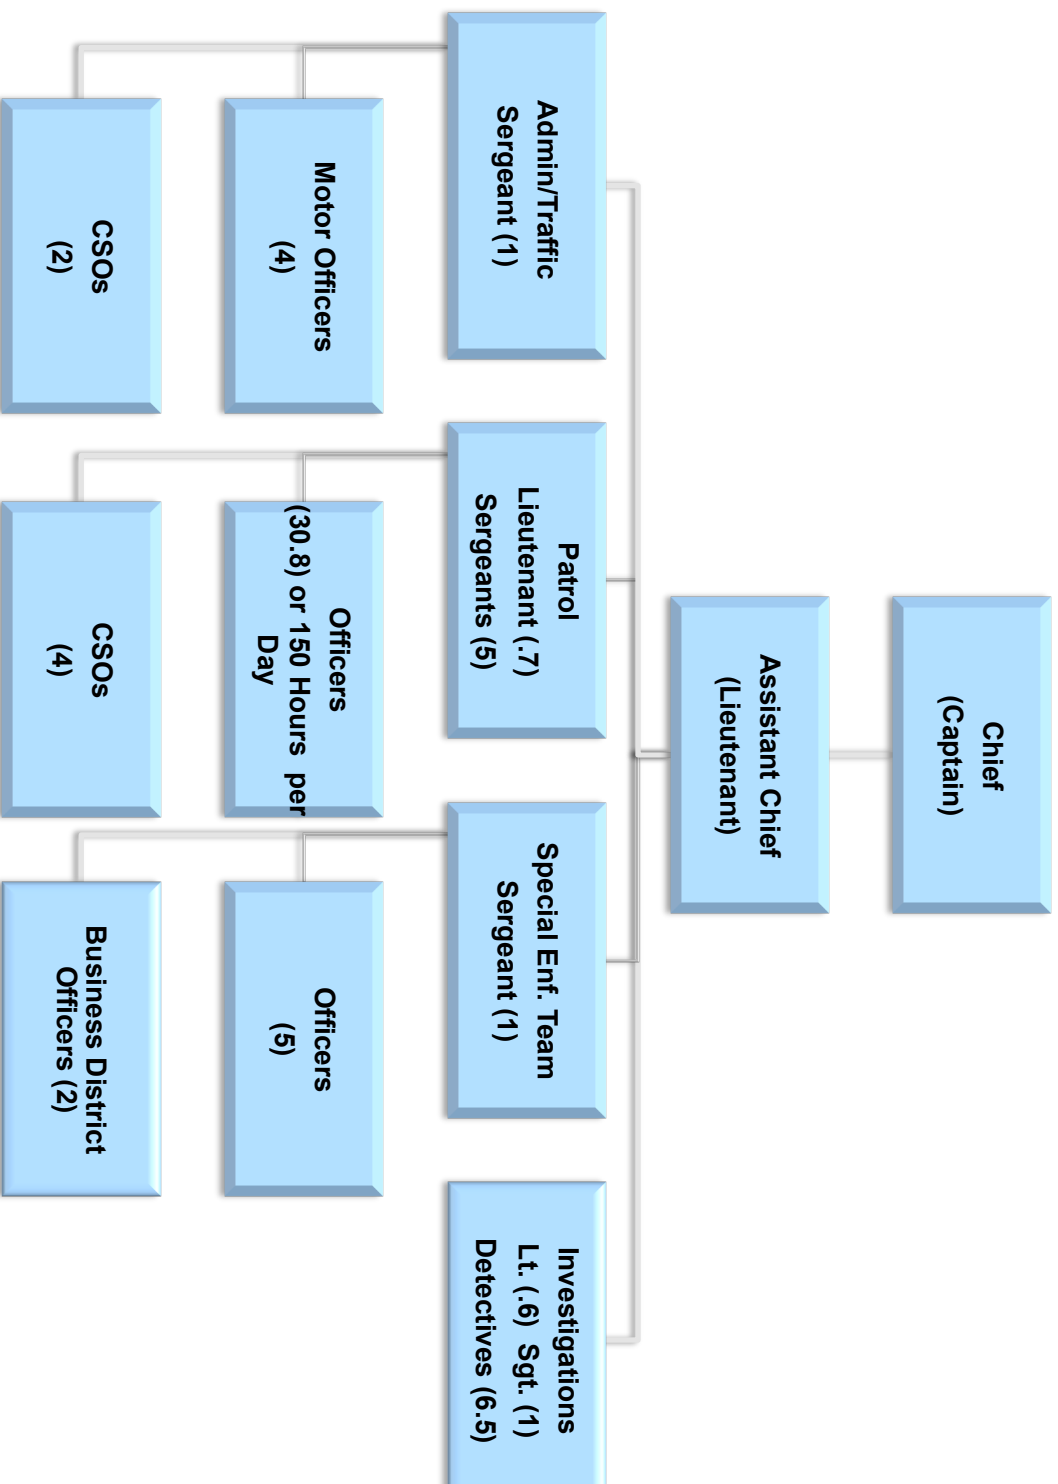 Chief
(Captain)
Assistant Chief
(Lieutenant)
Admin/Traffic
Sergeant (1)
Patrol
Lieutenant (.7)
Sergeants (5)
Special Enf. Team
Sergeant (1)
Investigations
Lt. (.6) Sgt. (1)
Detectives (6.5)
Motor Officers
(4)
Officers
(30.8) or 150 Hours per
Day
Officers
(5)
CSOs
(2)
CSOs
(4)
Business District
Officers (2)